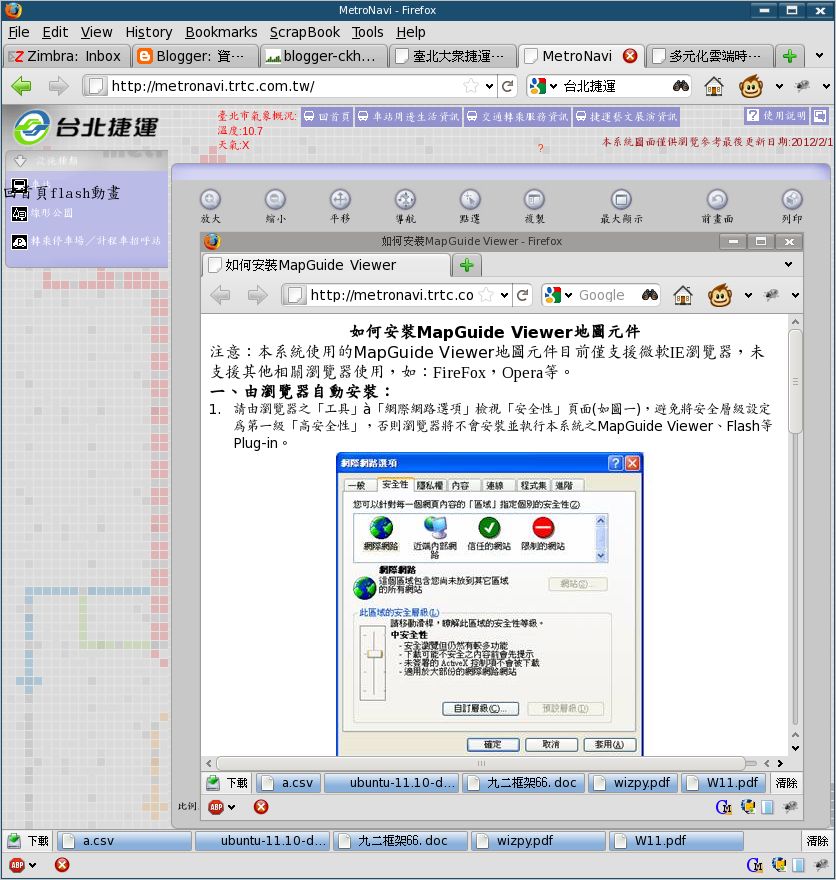 MetroNavi - Firefox
File Edit View History Bookmarks ScrapBook Tools Help
Zimbra: Inbox
Blogger: 資…
blogger-ckh…
臺北大眾捷運…
MetroNavi
多元化雲端時…
http://metronavi.trtc.com.tw/
台北捷運
台北捷運
臺北市氣象概況:
溫度:10.7
天氣:X
回首頁
車站周邊生活資訊
交通轉乘服務資訊
捷運藝文展演資訊
使用說明
?
本系統圖面僅供瀏覽參考最後更新日期:2012/2/1
設施種類
回首頁flash動畫
綠形公園
轉乘停車場／計程車招呼站
放大
縮小
平移
導航
點選
複製
最大顯示
前畫面
列印
如何安裝MapGuide Viewer - Firefox
如何安裝MapGuide Viewer
http://metronavi.trtc.co
Google
如何安裝MapGuide Viewer地圖元件
注意：本系統使用的MapGuide Viewer地圖元件目前僅支援微軟IE瀏覽器，未
支援其他相關瀏覽器使用，如：FireFox，Opera等。
一、由瀏覽器自動安裝：
1. 請由瀏覽器之「工具」à「網際網路選項」檢視「安全性」頁面(如圖一)，避免將安全層級設定
為第一級「高安全性」，否則瀏覽器將不會安裝並執行本系統之MapGuide Viewer、Flash等
Plug-in。
網際網路選項
一般 安全性 隱私權 內容 連線 程式集 進階
您可以針對每一個網頁內容的「區域」指定個別的安全性(Z)
網際網路
近端內部網路
信任的網站
限制的網站
網際網路
這個區域包含您尚未放到其它區域
的所有網站
網站(S)...
此區域的安全層級(L)
請移動滑桿，瞭解此區域的安全性等級。
中安全性
- 安全瀏覽但仍然有較多功能
- 下載可能不安全之內容前會先提示
- 未簽署的 ActiveX 控制項不會被下載
- 適用於大部份的網際網路網站
自訂層級(C)...
預設層級(D)
確定
取消
套用(A)
下載
a.csv
ubuntu-11.10-d…
九二框架66. doc
wizpy.pdf
W11.pdf
清除
比例
ABP
下載
a.csv
ubuntu-11.10-d…
九二框架66. doc
wizpy.pdf
W11.pdf
清除
ABP